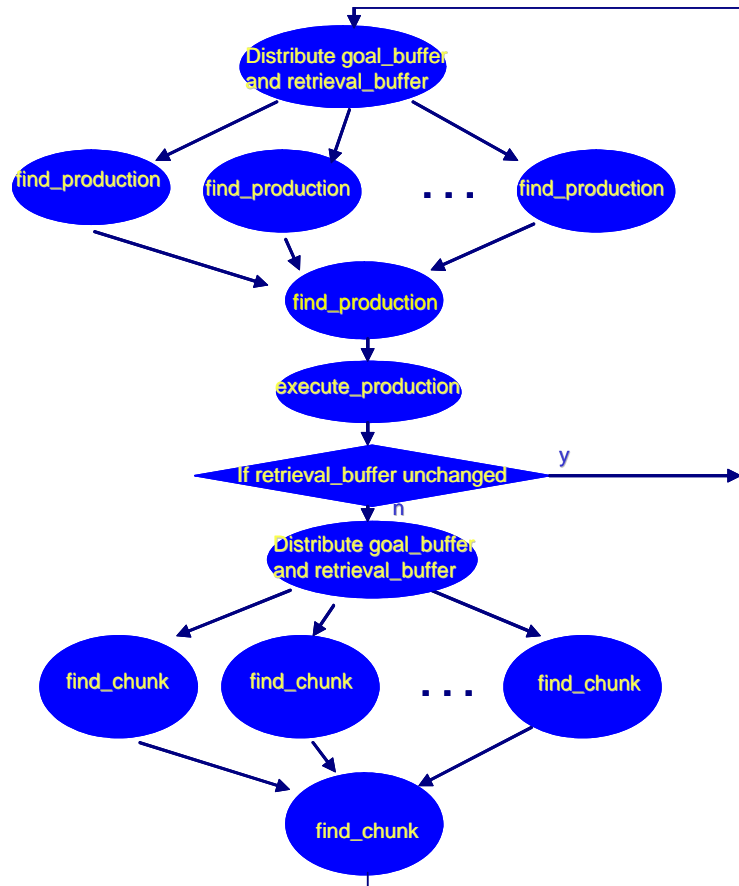 Distribute goal_buffer
and retrieval_buffer
find_production
find_production
. . .
find_production
find_production
execute_production
If retrieval_buffer unchanged
y
n
Distribute goal_buffer
and retrieval_buffer
find_chunk
find_chunk
. . .
find_chunk
find_chunk